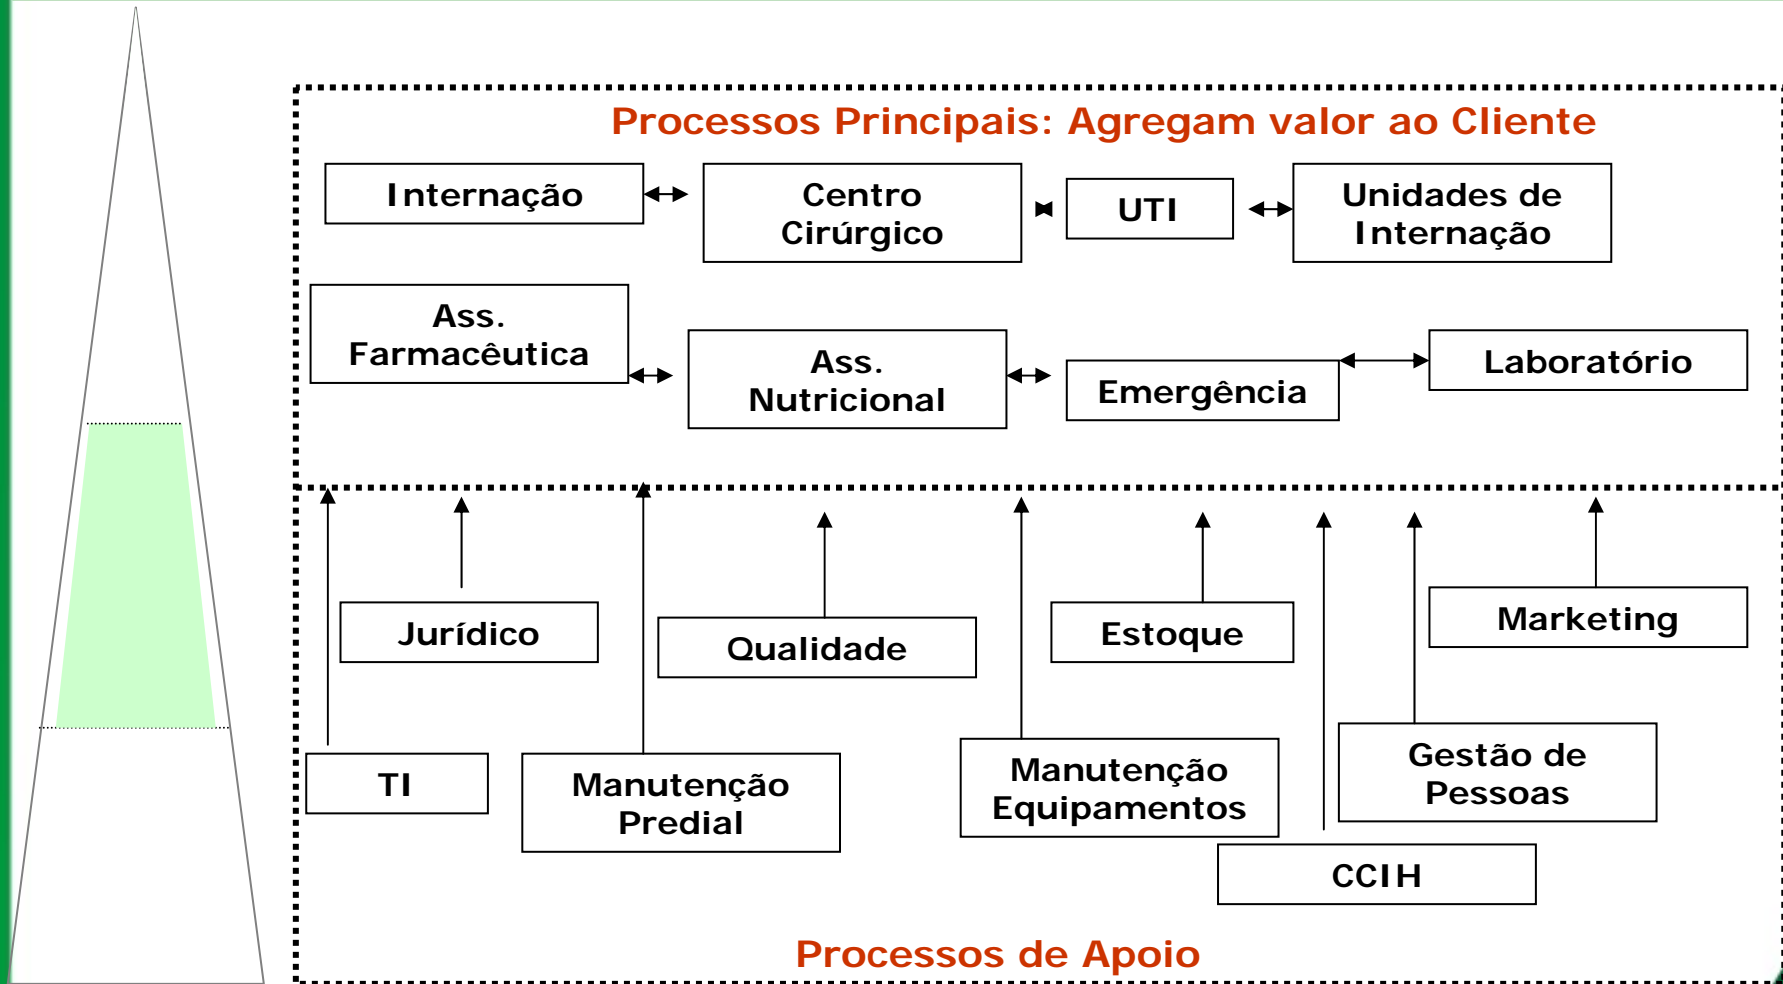 Processos Principais: Agregam valor ao Cliente
Internação
Centro
Cirúrgico
UTI
Unidades de
Internação
Ass.
Farmacêutica
Ass.
Nutricional
Emergência
Laboratório
Jurídico
Qualidade
Estoque
Marketing
TI
Manutenção
Predial
Manutenção
Equipamentos
Gestão de
Pessoas
CCIH
Processos de Apoio